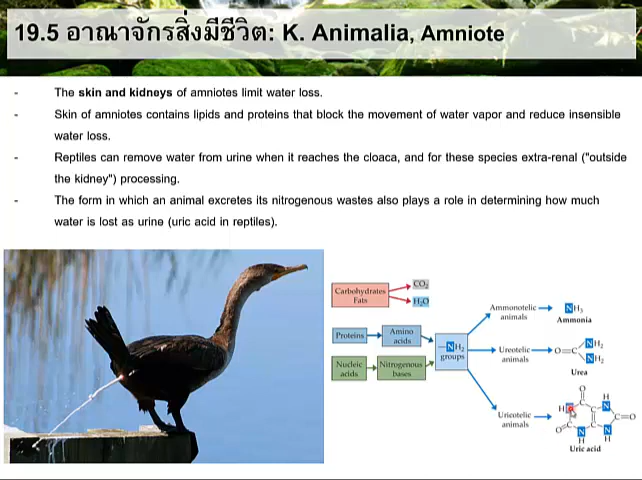 19.5 อาณาจักรสิ่งมีชีวิต: K. Animalia, Amniote
- The skin and kidneys of amniotes limit water loss.
- Skin of amniotes contains lipids and proteins that block the movement of water vapor and reduce insensible
water loss.
- Reptiles can remove water from urine when it reaches the cloaca, and for these species extra-renal ("outside
the kidney") processing.
- The form in which an animal excretes its nitrogenous wastes also plays a role in determining how much
water is lost as urine (uric acid in reptiles).
Carbohydrates
Fats
CO₂
H₂O
Proteins
Amino
acids
Nucleic
acids
Nitrogenous
bases
—NH₂
groups
Ammonotelic
animals
NH₃
Ammonia
Ureotelic
animals
O=C
NH₂
NH₂
Urea
Uricotelic
animals
O
H
N
H
N
C=O
O
C
N
H
N
H
Uric acid